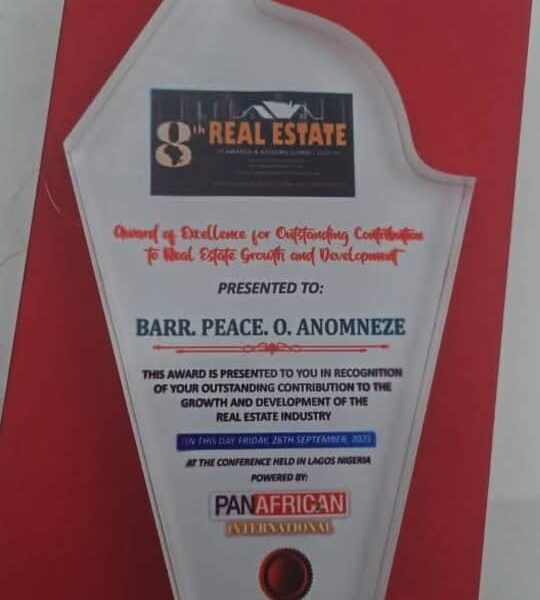 8th REAL ESTATE
AWARDS & HOUSING SUMMIT
Award of Excellence for Outstanding Contribution
to Real Estate Growth and Development
PRESENTED TO:
BARR. PEACE. O. ANOMNEZE
THIS AWARD IS PRESENTED TO YOU IN RECOGNITION
OF YOUR OUTSTANDING CONTRIBUTION TO THE
GROWTH AND DEVELOPMENT OF THE
REAL ESTATE INDUSTRY
ON THIS DAY FRIDAY, 26TH SEPTEMBER, 2025
AT THE CONFERENCE HELD IN LAGOS NIGERIA
POWERED BY:
PANAFRICAN
INTERNATIONAL